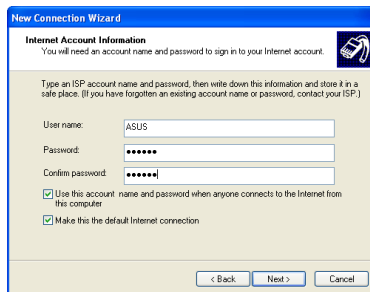 New Connection Wizard
Internet Account Information
You will need an account name and password to sign in to your Internet account.
Type an ISP account name and password, then write down this information and store it in a
safe place. (If you have forgotten an existing account name or password, contact your ISP.)
User name:
ASUS
Password:
••••••
Confirm password:
••••••
Use this account name and password when anyone connects to the Internet from
this computer
Make this the default Internet connection
< Back
Next >
Cancel